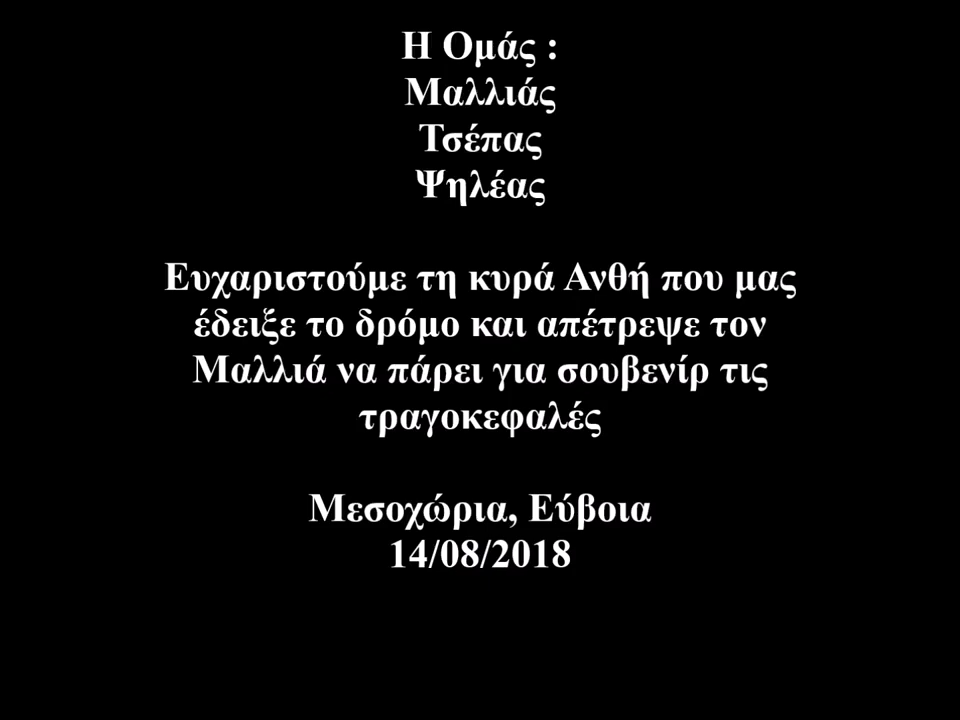 Η Ομάς :
Μαλλιάς
Τσέπας
Ψηλέας
Ευχαριστούμε τη κυρά Ανθή που μας
έδειξε το δρόμο και απέτρεψε τον
Μαλλιά να πάρει για σουβενίρ τις
τραγοκεφαλές
Μεσοχώρια, Εύβοια
14/08/2018